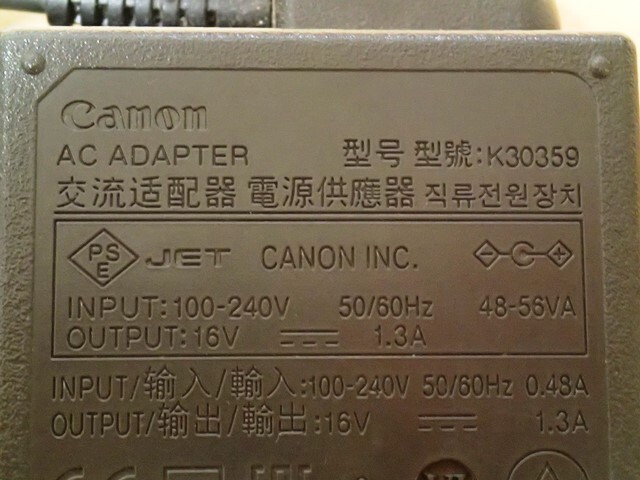 Canon
AC ADAPTER 型号 型號:K30359
交流适配器 電源供應器 직류전원장치
PSE JET CANON INC.
INPUT:100-240V 50/60Hz 48-56VA
OUTPUT:16V 1.3A
INPUT/输入/輸入:100-240V 50/60Hz 0.48A
OUTPUT/输出/輸出:16V 1.3A